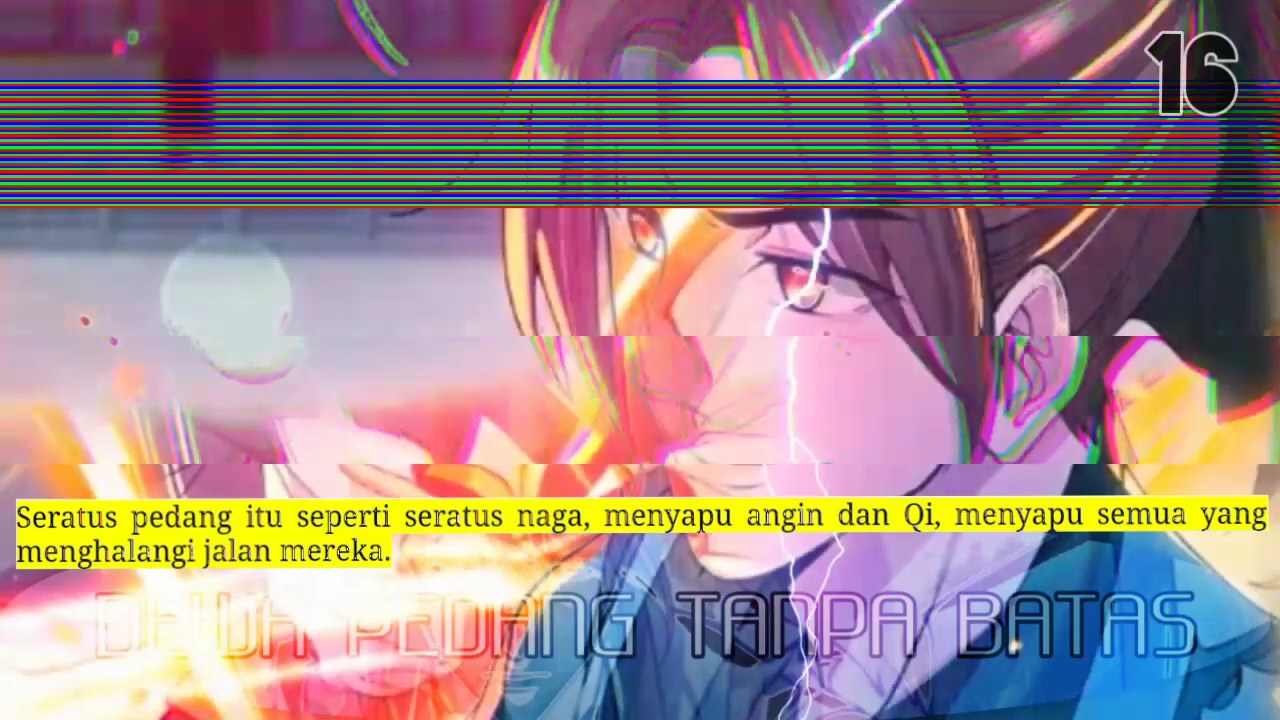 16
Seratus pedang itu seperti seratus naga, menyapu angin dan Qi, menyapu semua yang
menghalangi jalan mereka.
DEWA PEDANG TANPA BATAS